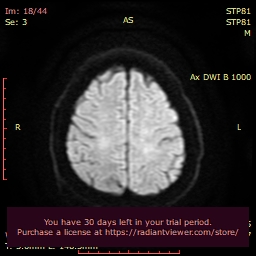 Im: 18/44
STP81
Se: 3
AS
STP81
M
Ax DWI B 1000
R
L
You have 30 days left in your trial period.
Purchase a license at https://radiantviewer.com/store/